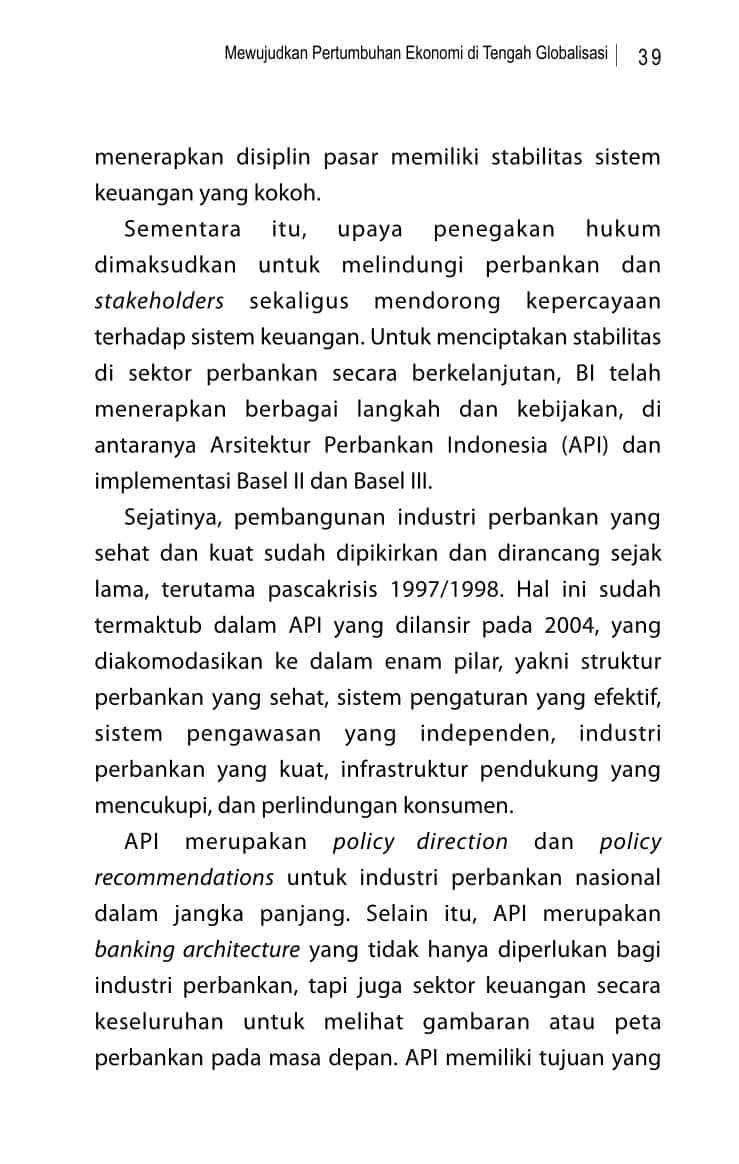 Mewujudkan Pertumbuhan Ekonomi di Tengah Globalisasi | 39
menerapkan disiplin pasar memiliki stabilitas sistem
keuangan yang kokoh.
Sementara itu, upaya penegakan hukum
dimaksudkan untuk melindungi perbankan dan
stakeholders sekaligus mendorong kepercayaan
terhadap sistem keuangan. Untuk menciptakan stabilitas
di sektor perbankan secara berkelanjutan, BI telah
menerapkan berbagai langkah dan kebijakan, di
antaranya Arsitektur Perbankan Indonesia (API) dan
implementasi Basel II dan Basel III.
Sejatinya, pembangunan industri perbankan yang
sehat dan kuat sudah dipikirkan dan dirancang sejak
lama, terutama pascakrisis 1997/1998. Hal ini sudah
termaktub dalam API yang dilansir pada 2004, yang
diakomodasikan ke dalam enam pilar, yakni struktur
perbankan yang sehat, sistem pengaturan yang efektif,
sistem pengawasan yang independen, industri
perbankan yang kuat, infrastruktur pendukung yang
mencukupi, dan perlindungan konsumen.
API merupakan policy direction dan policy
recommendations untuk industri perbankan nasional
dalam jangka panjang. Selain itu, API merupakan
banking architecture yang tidak hanya diperlukan bagi
industri perbankan, tapi juga sektor keuangan secara
keseluruhan untuk melihat gambaran atau peta
perbankan pada masa depan. API memiliki tujuan yang